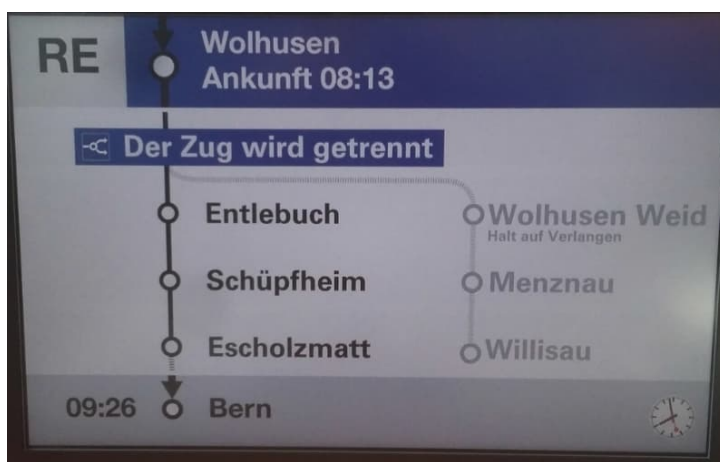 RE
Wolhusen
Ankunft 08:13
Der Zug wird getrennt
Entlebuch
Wolhusen Weid
Halt auf Verlangen
Schüpfheim
Menznau
Escholzmatt
Willisau
09:26 Bern